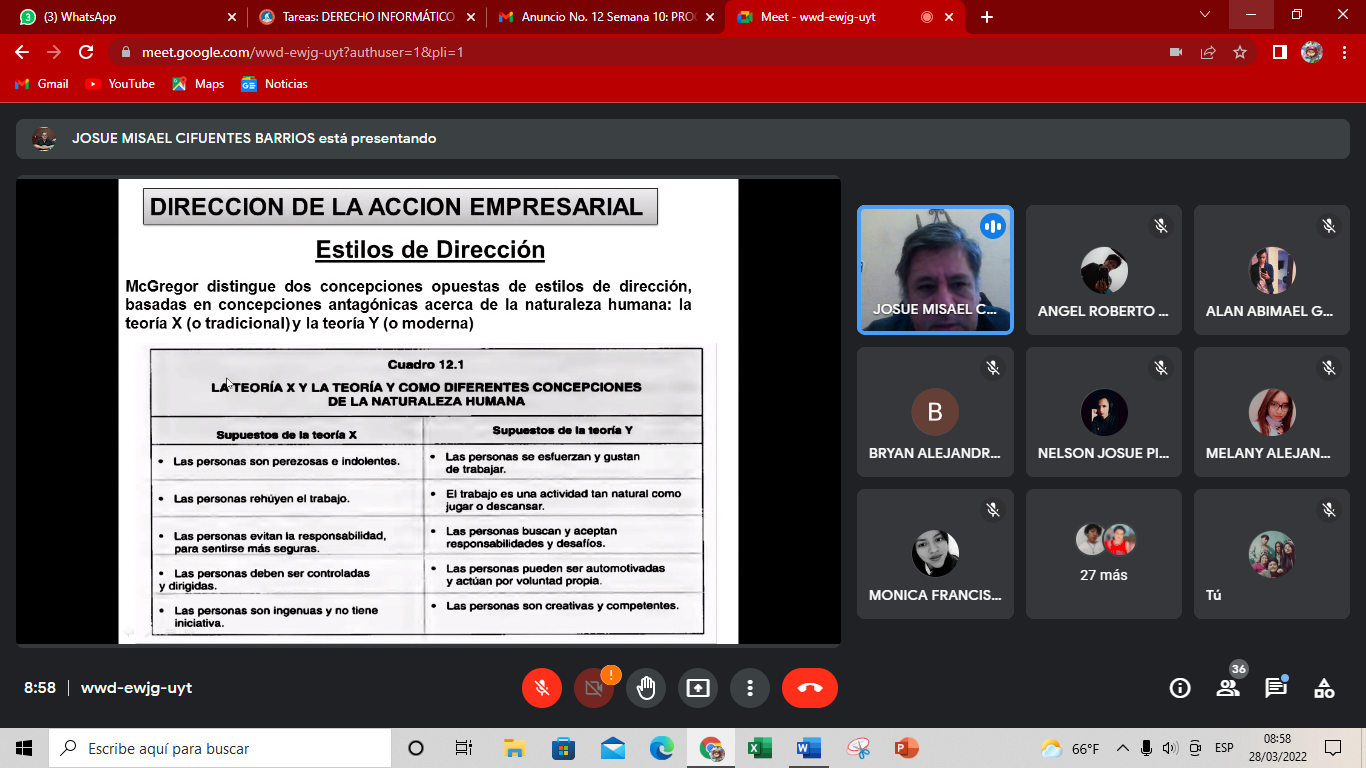 (3) WhatsApp
Tareas: DERECHO INFORMÁTICO
Anuncio No. 12 Semana 10: PRO
Meet - wwd-ewjg-uyt
meet.google.com/wwd-ewjg-uyt?authuser=1&pli=1
Gmail
YouTube
Maps
Noticias
JOSUE MISAEL CIFUENTES BARRIOS está presentando
DIRECCION DE LA ACCION EMPRESARIAL
Estilos de Dirección
McGregor distingue dos concepciones opuestas de estilos de dirección,
basadas en concepciones antagónicas acerca de la naturaleza humana: la
teoría X (o tradicional) y la teoría Y (o moderna)
Cuadro 12.1
LA TEORÍA X Y LA TEORÍA Y COMO DIFERENTES CONCEPCIONES
DE LA NATURALEZA HUMANA
Supuestos de la teoría X
Supuestos de la teoría Y
• Las personas son perezosas e indolentes.
• Las personas se esfuerzan y gustan
de trabajar.
• Las personas rehúyen el trabajo.
• El trabajo es una actividad tan natural como
jugar o descansar.
• Las personas evitan la responsabilidad,
para sentirse más seguras.
• Las personas buscan y aceptan
responsabilidades y desafíos.
• Las personas deben ser controladas
y dirigidas.
• Las personas pueden ser automotivadas
y actúan por voluntad propia.
• Las personas son ingenuas y no tiene
iniciativa.
• Las personas son creativas y competentes.
JOSUE MISAEL C...
ANGEL ROBERTO ...
ALAN ABIMAEL G...
B
BRYAN ALEJANDR...
NELSON JOSUE PI...
MELANY ALEJAN...
MONICA FRANCIS...
27 más
Tú
8:58 | wwd-ewjg-uyt
!
36
Escribe aquí para buscar
66°F
ESP
08:58
28/03/2022